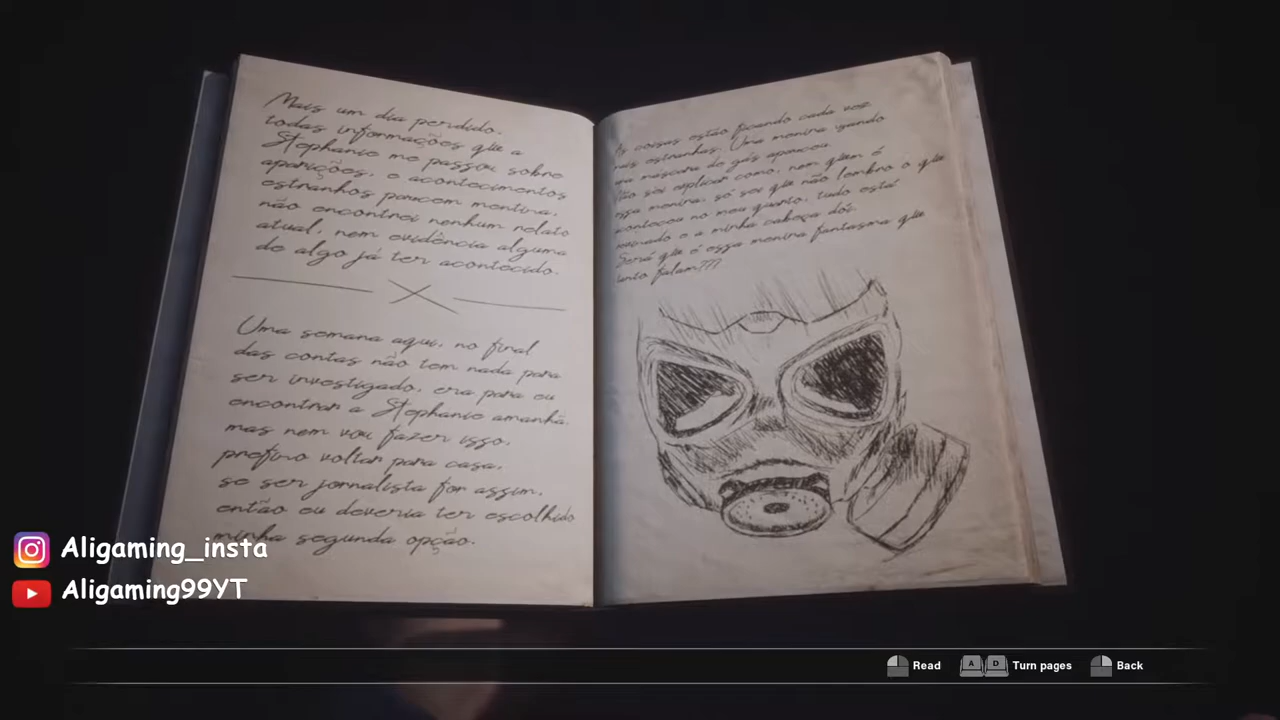 Mais um dia perdido.
todas informações que a
Stephanie me passou sobre
aparições, e acontecimentos
estranhos parecem mentira,
não encontrei nenhum relato
atual, nem evidência alguma
de algo já ter acontecido.
Uma semana aqui, no final
das contas não tem nada para
ser investigado, era para eu
encontrar a Stephanie amanhã.
mas nem vou fazer isso,
prefiro voltar para casa,
se ser jornalista for assim,
então eu deveria ter escolhido
minha segunda opção.
As coisas estão ficando cada vez
mais estranhas. Uma menina usando
uma máscara de gás apareceu.
Não sei explicar como, nem quem é
essa menina, só sei que não lembro o que
aconteceu no meu quarto, tudo está
revirado e a minha cabeça dói.
Será que é essa menina fantasma que
tanto falam???
Aligaming_insta
Aligaming99YT
Read
A
D
Turn pages
Back